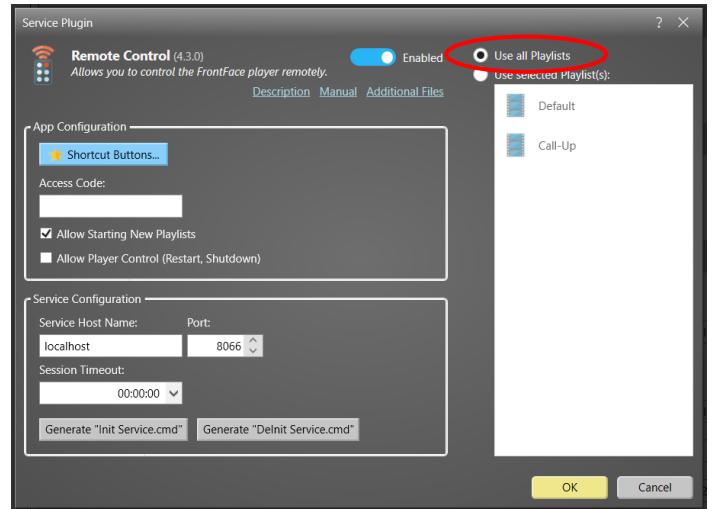 Service Plugin
? ×
Remote Control (4.3.0)
Allows you to control the FrontFace player remotely.
Enabled
Description Manual Additional Files
Use all Playlists
Use selected Playlist(s):
Default
Call-Up
App Configuration
Shortcut Buttons...
Access Code:
Allow Starting New Playlists
Allow Player Control (Restart, Shutdown)
Service Configuration
Service Host Name: Port:
localhost 8066
Session Timeout:
00:00:00
Generate "Init Service.cmd" Generate "DeInit Service.cmd"
OK Cancel